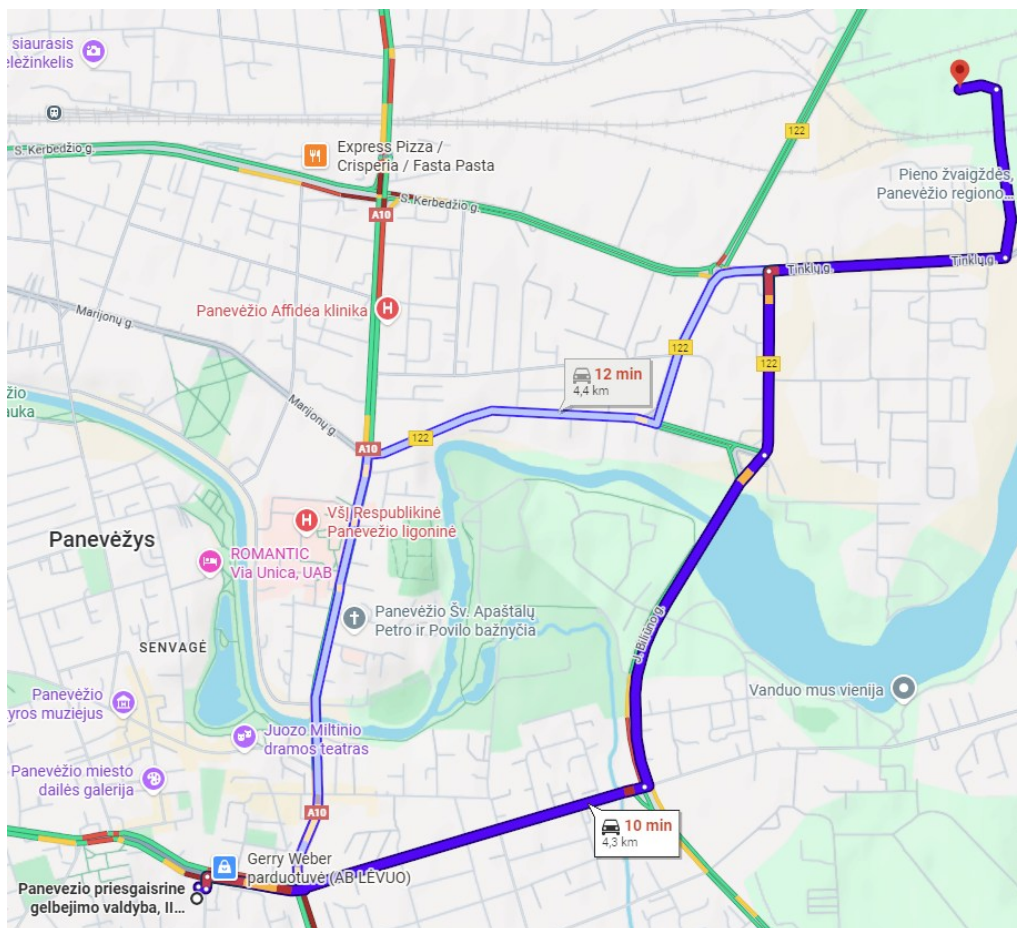 siaurasis
eležinkelis
122
Express Pizza /
Crisperia / Fasta Pasta
S. Kerbedžio g.
S. Kerbedžio g.
A10
Pieno žvaigždės,
Panevėžio regiono...
Tinklų g.
Tinklų g.
Panevėžio Affidea klinika
Marijonų g.
122
122
12 min
4,4 km
žio
auka
Marijonų g.
122
A10
VšĮ Respublikinė
Panevėžio ligoninė
Panevėžys
ROMANTIC
Via Unica, UAB
Panevėžio Šv. Apaštalų
Petro ir Povilo bažnyčia
J. Biliūno g.
SENVAGĖ
Vanduo mus vienija
Panevėžio
yros muziejus
Juozo Miltinio
dramos teatras
Panevėžio miesto
dailės galerija
A10
10 min
4,3 km
Gerry Weber
parduotuvė (AB LĖVUO)
Panevezio priesgaisrine
gelbejimo valdyba, II...